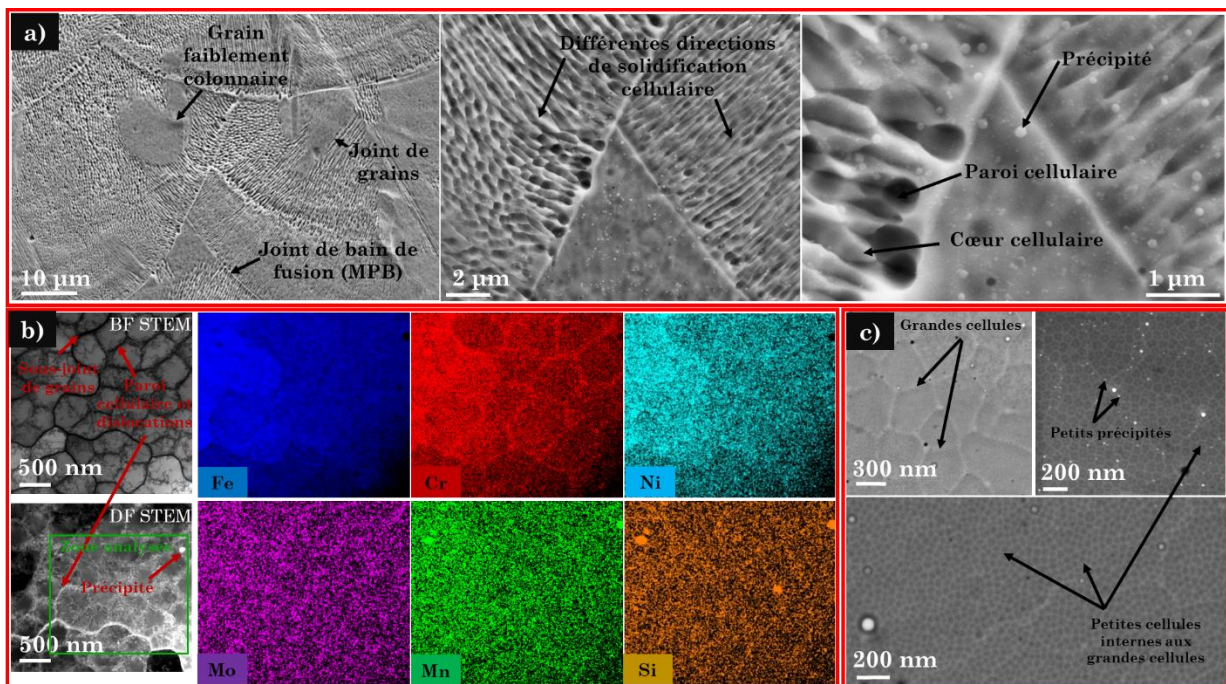 a)
Grain
faiblement
colonnaire
Joint de
grains
Joint de bain de
fusion (MPB)
10 µm
Différentes directions
de solidification
cellulaire
2 µm
Précipité
Paroi cellulaire
Cœur cellulaire
1 µm
b)
BF STEM
Sous-joint
de grains
Paroi
cellulaire et
dislocations
500 nm
Fe
Cr
Ni
DF STEM
Précipité
500 nm
Mo
Mn
Si
c)
Grandes cellules
300 nm
Petits précipités
200 nm
Petites cellules
internes aux
grandes cellules
200 nm